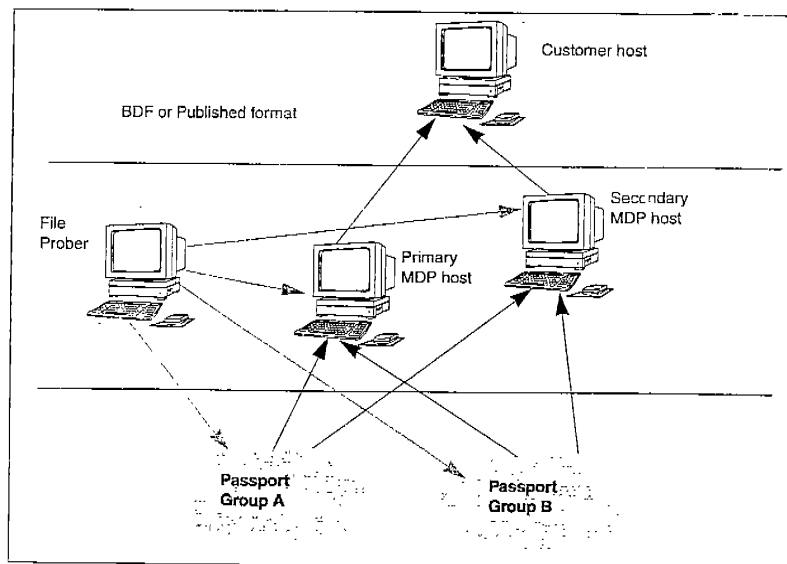 Customer host
BDF or Published format
Secondary
MDP host
File
Prober
Primary
MDP host
Passport
Group A
Passport
Group B